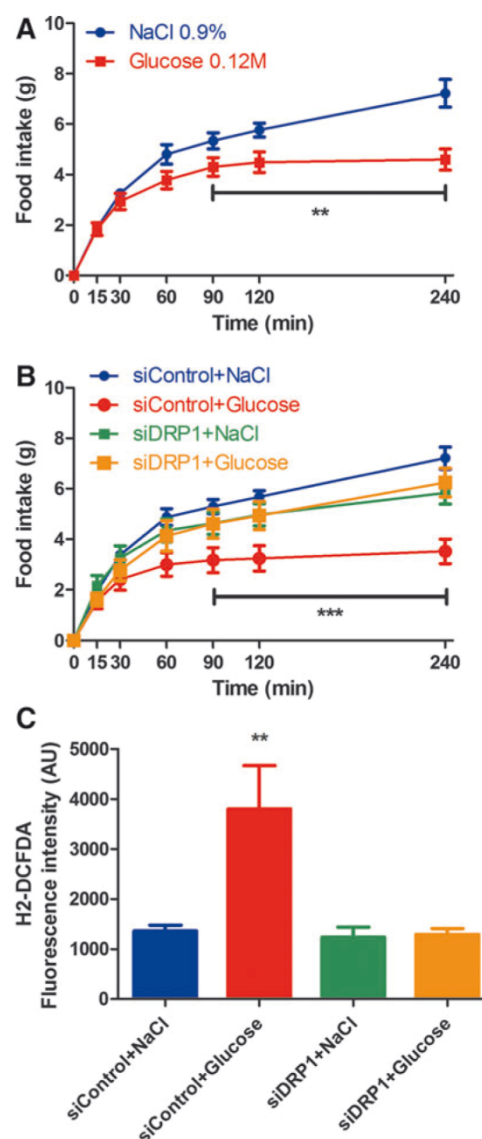 A
NaCl 0.9%
Glucose 0.12M
Food intake (g)
10
8
6
4
2
0
**
0 15 30 60 90 120 240
Time (min)
B
siControl+NaCl
siControl+Glucose
siDRP1+NaCl
siDRP1+Glucose
Food intake (g)
10
8
6
4
2
0
***
0 15 30 60 90 120 240
Time (min)
C
H2-DCFDA
Fluorescence intensity (AU)
5000
4000
3000
2000
1000
0
**
siControl+NaCl
siControl+Glucose
siDRP1+NaCl
siDRP1+Glucose